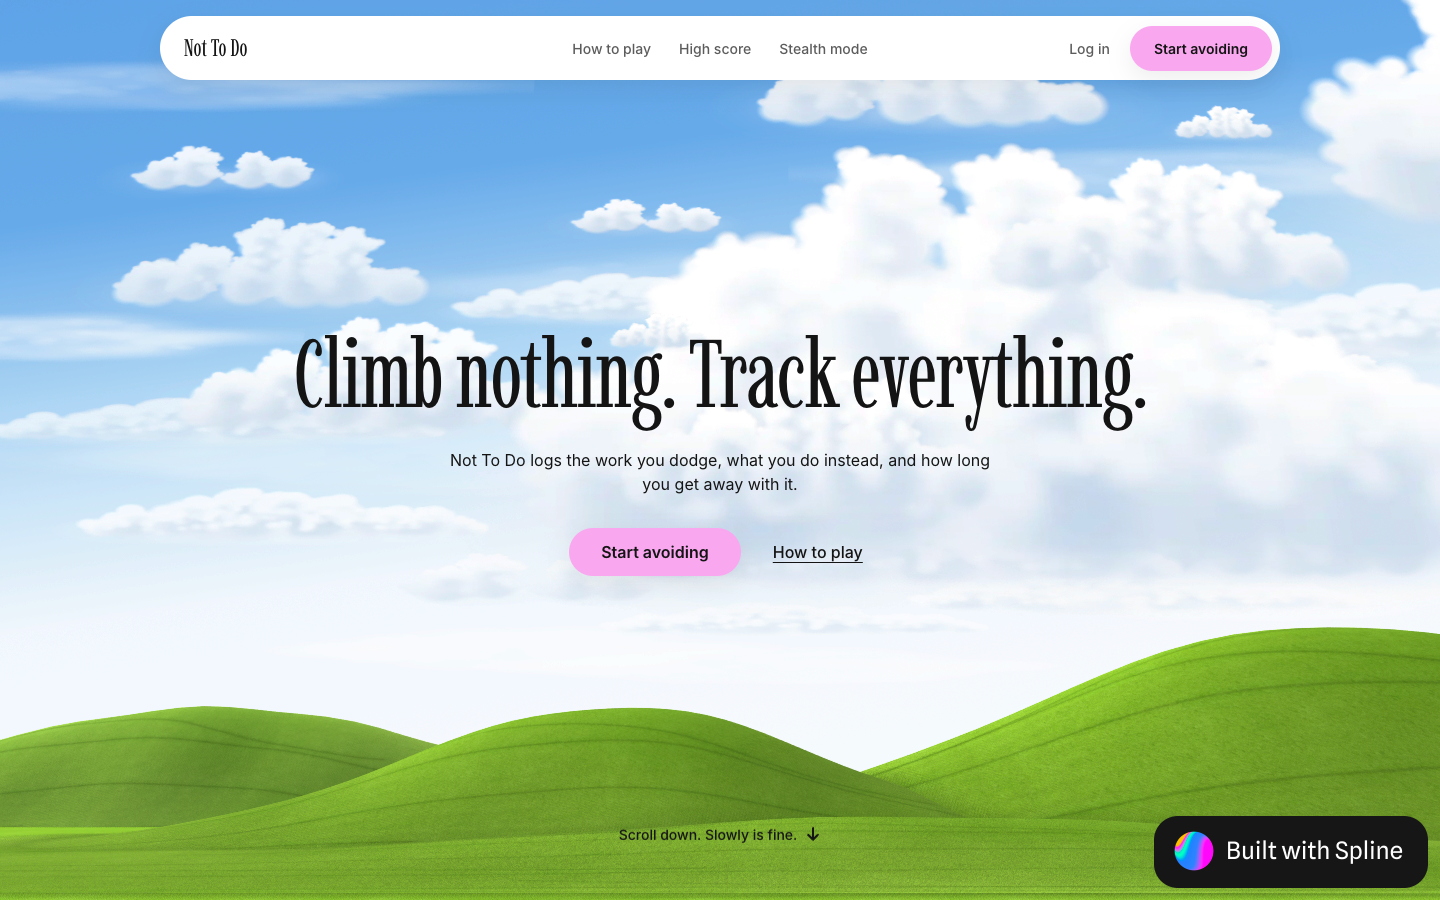 Not To Do
How to play
High score
Stealth mode
Log in
Start avoiding
Climb nothing. Track everything.
Not To Do logs the work you dodge, what you do instead, and how long
you get away with it.
Start avoiding
How to play
Scroll down. Slowly is fine.
Built with Spline